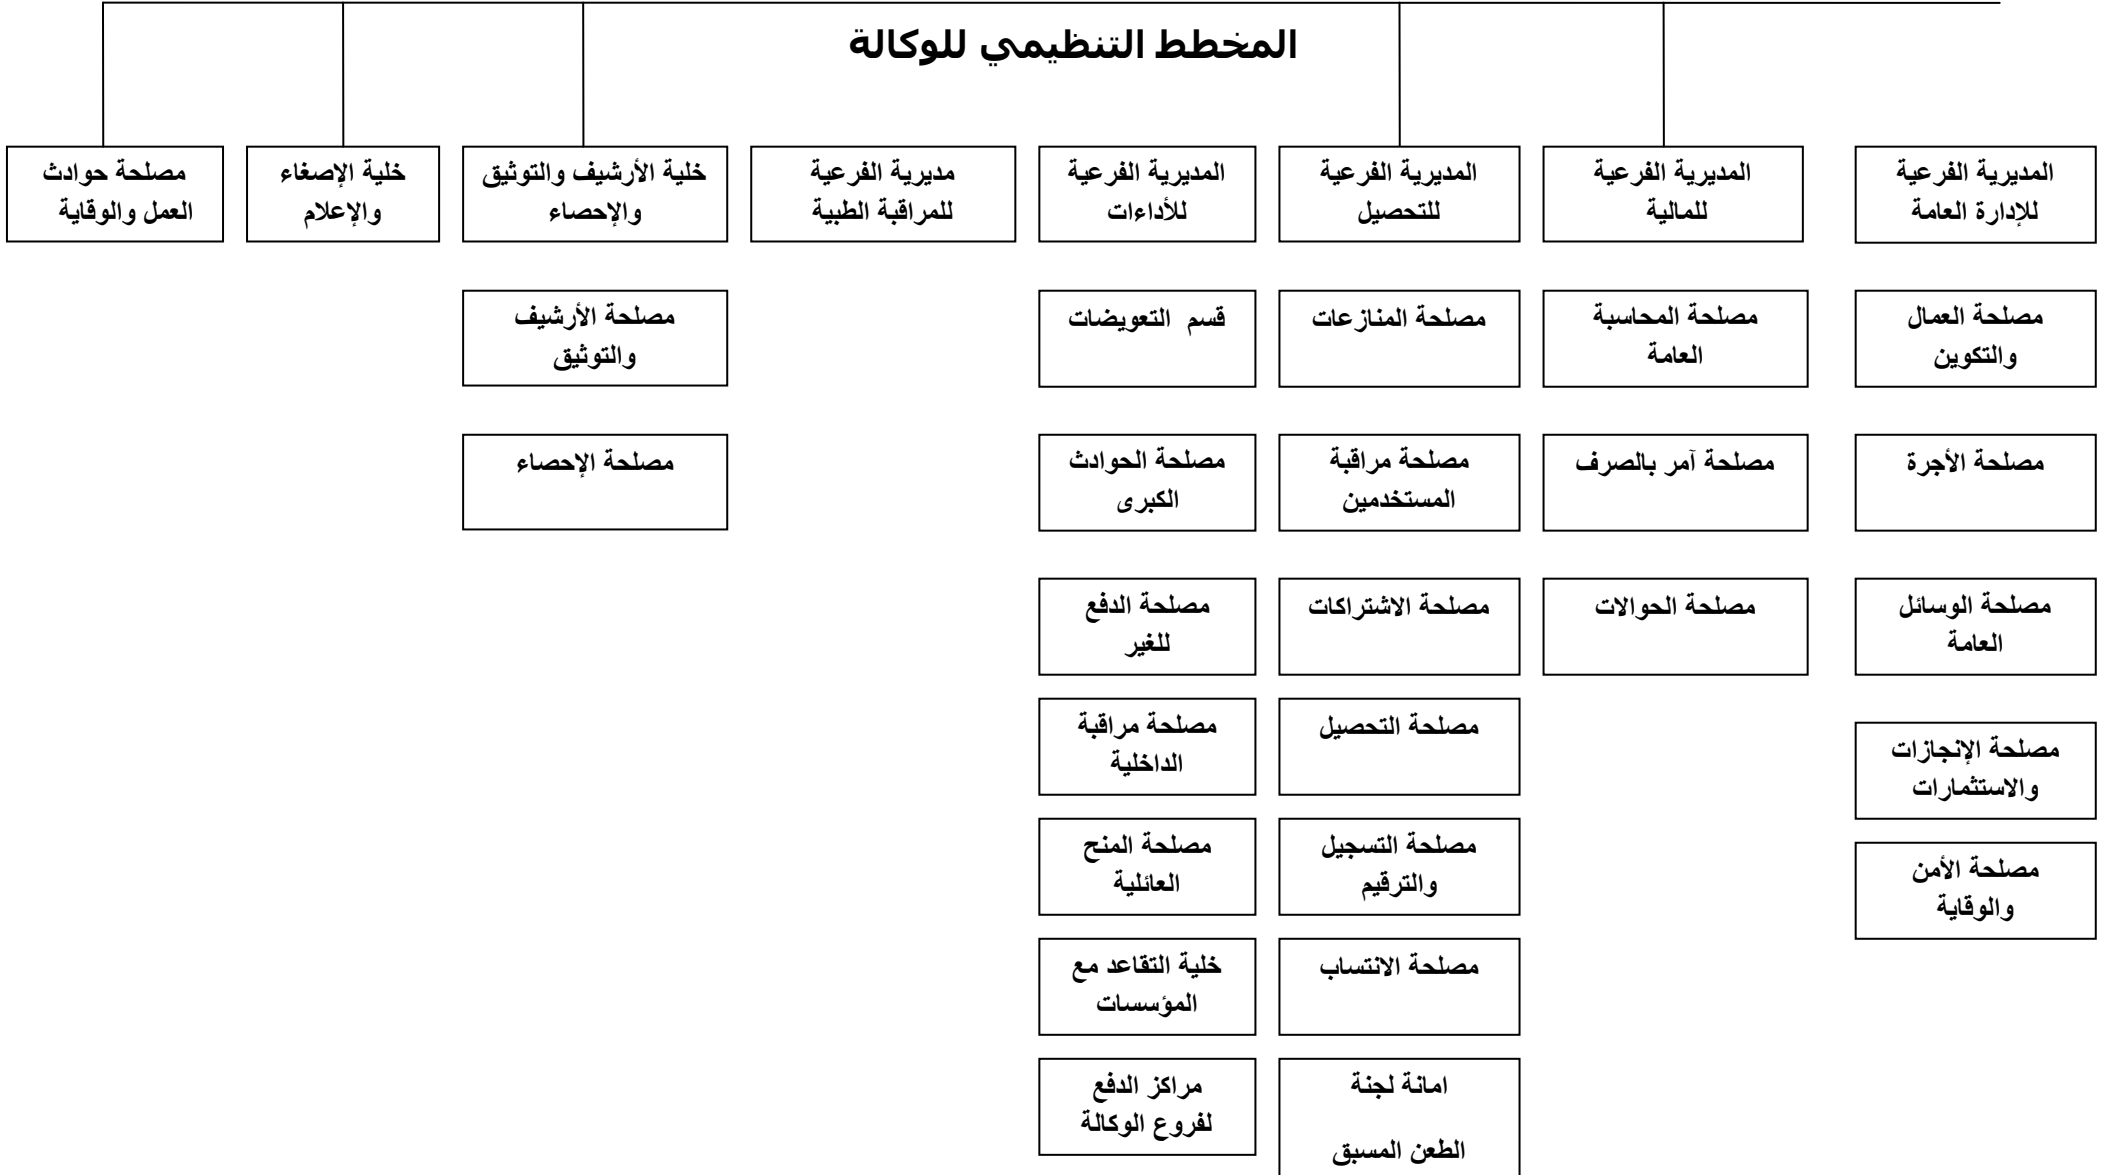 المخطط التنظيمي للوكالة
المديرية الفرعية
للإدارة العامة
المديرية الفرعية
للمالية
المديرية الفرعية
للتحصيل
المديرية الفرعية
للأداءات
مديرية الفرعية
للمراقبة الطبية
خلية الأرشيف والتوثيق
والإحصاء
خلية الإصغاء
والإعلام
مصلحة حوادث
العمل والوقاية
مصلحة العمال
والتكوين
مصلحة المحاسبة
العامة
مصلحة المنازعات
قسم التعويضات
مصلحة الأرشيف
والتوثيق
مصلحة الأجرة
مصلحة آمر بالصرف
مصلحة مراقبة
المستخدمين
مصلحة الحوادث
الكبرى
مصلحة الإحصاء
مصلحة الوسائل
العامة
مصلحة الحوالات
مصلحة الاشتراكات
مصلحة الدفع
للغير
مصلحة الإنجازات
والاستثمارات
مصلحة التحصيل
مصلحة مراقبة
الداخلية
مصلحة الأمن
والوقاية
مصلحة التسجيل
والترقيم
مصلحة المنح
العائلية
مصلحة الانتساب
خلية التقاعد مع
المؤسسات
امانة لجنة
الطعن المسبق
مراكز الدفع
لفروع الوكالة